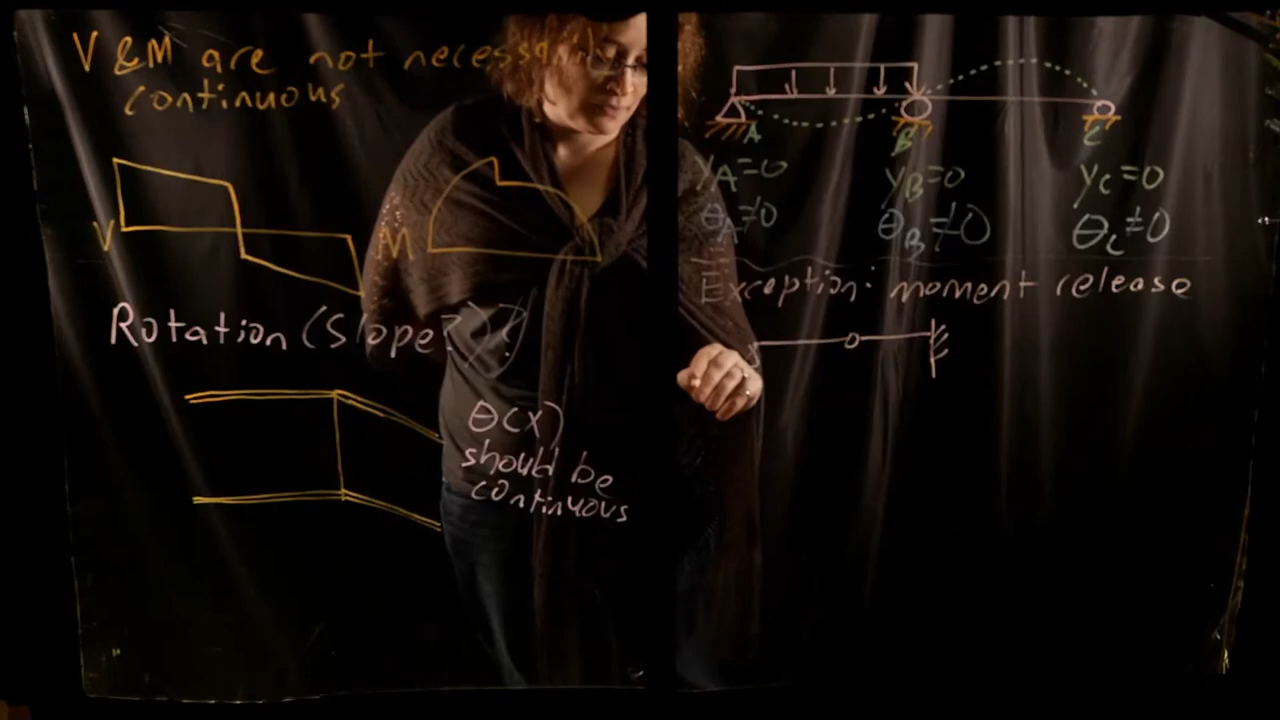 V & M are not necessarily
continuous
V
M
Rotation (Slope?)?
θ(x)
should be
continuous
A B C
yA=0 yB=0 yC=0
θA≠0 θB≠0 θC≠0
Exception: moment release